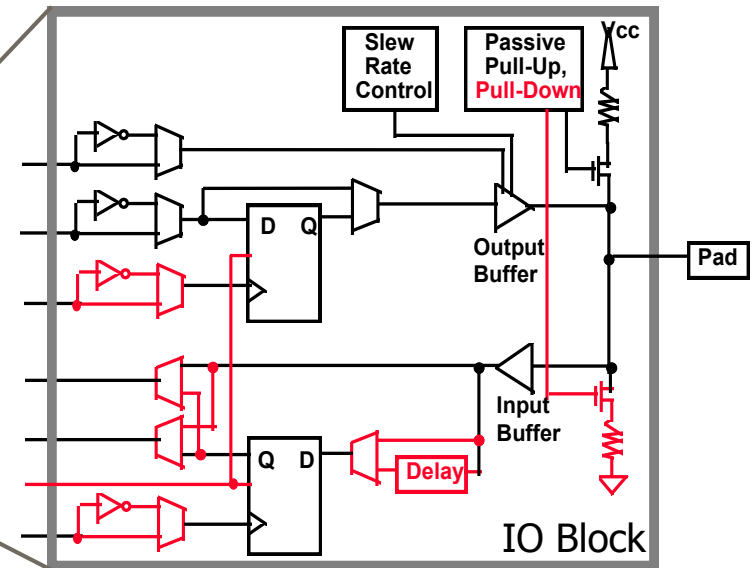 Slew
Rate
Control
Passive
Pull-Up,
Pull-Down
Vcc
D Q
Output
Buffer
Pad
Input
Buffer
Q D
Delay
IO Block